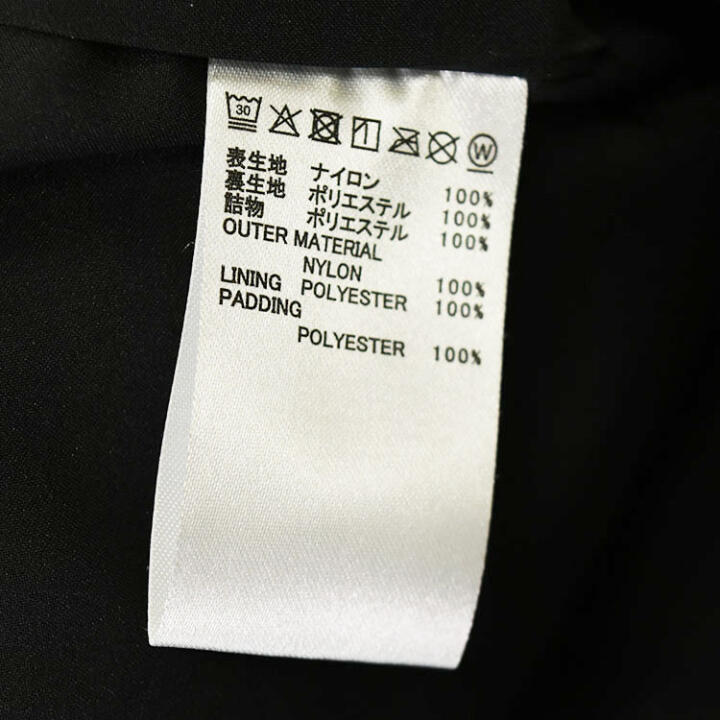 30
W
表生地 ナイロン 100%
裏生地 ポリエステル 100%
詰物 ポリエステル 100%
OUTER MATERIAL
NYLON 100%
LINING POLYESTER 100%
PADDING
POLYESTER 100%